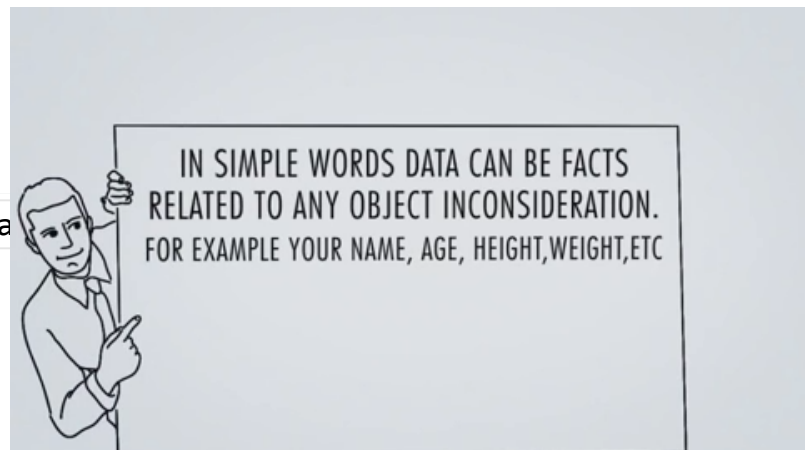 a
IN SIMPLE WORDS DATA CAN BE FACTS
RELATED TO ANY OBJECT INCONSIDERATION.
FOR EXAMPLE YOUR NAME, AGE, HEIGHT,WEIGHT,ETC